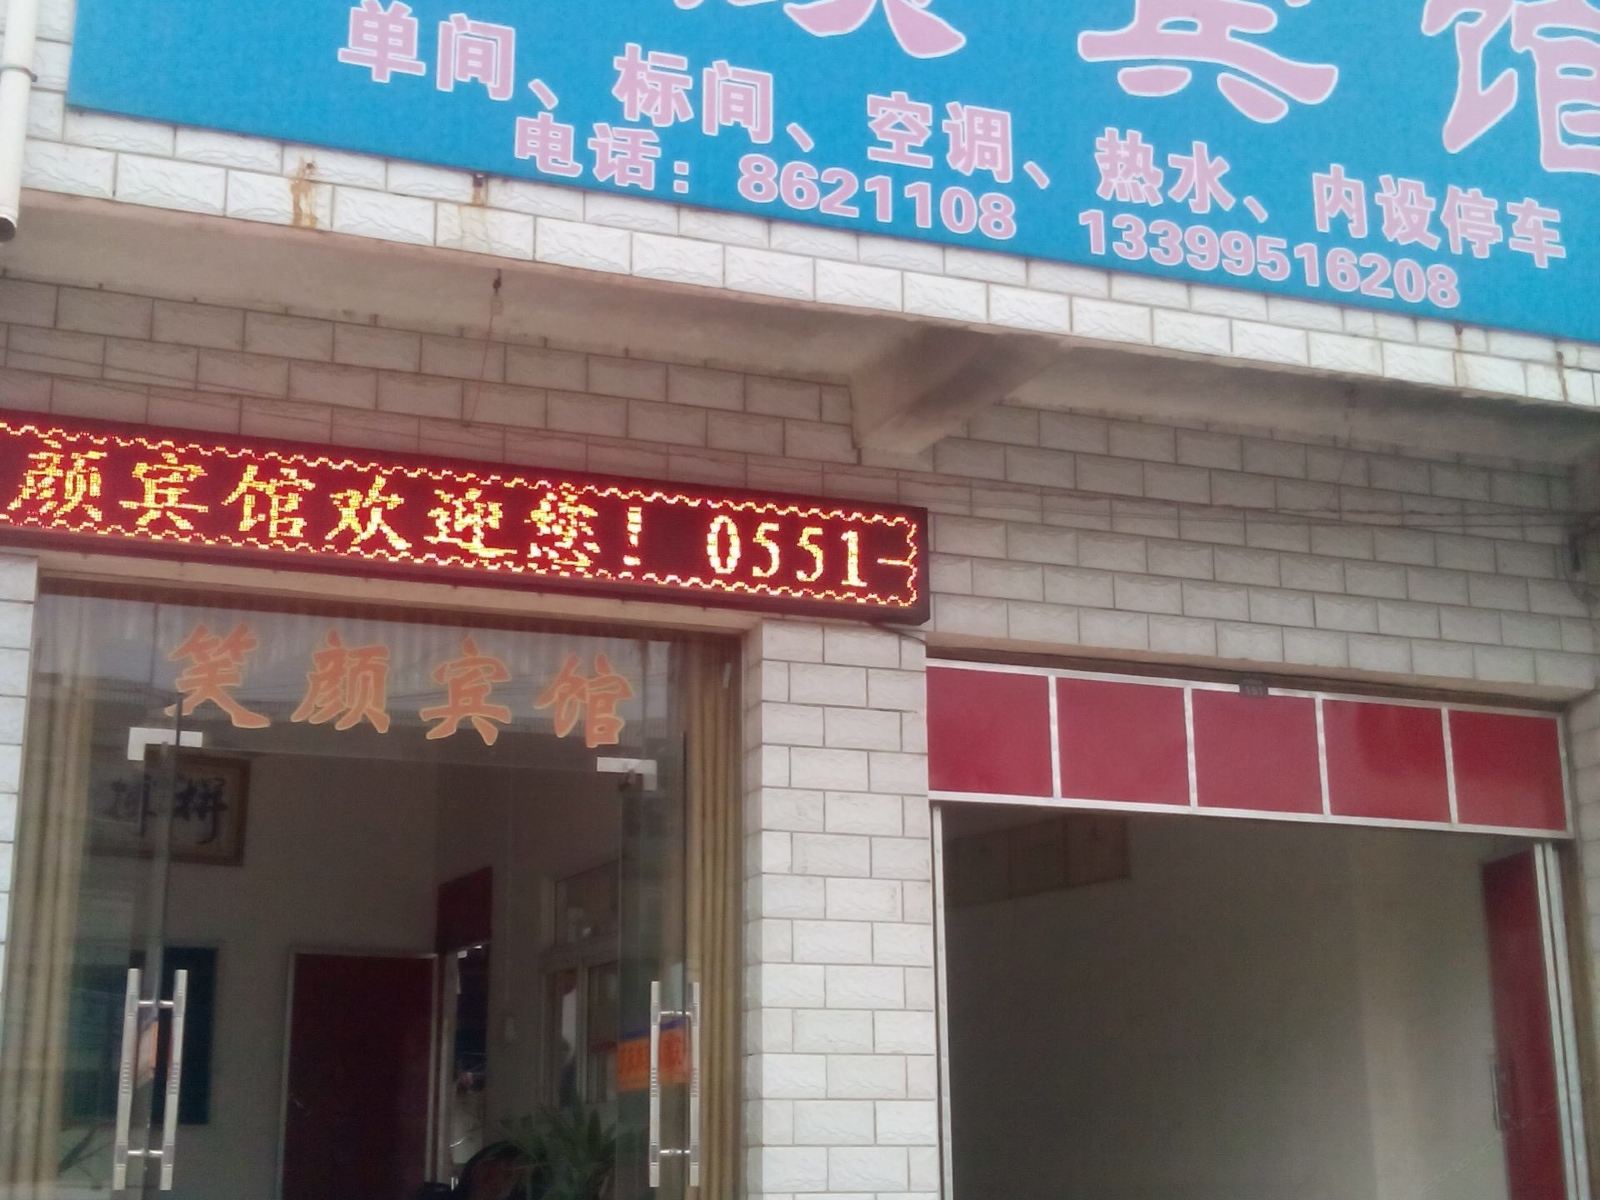 宾馆
单间、标间、空调、热水、内设停车
电话：8621108 13399516208
颜宾馆欢迎您！0551-
笑颜宾馆